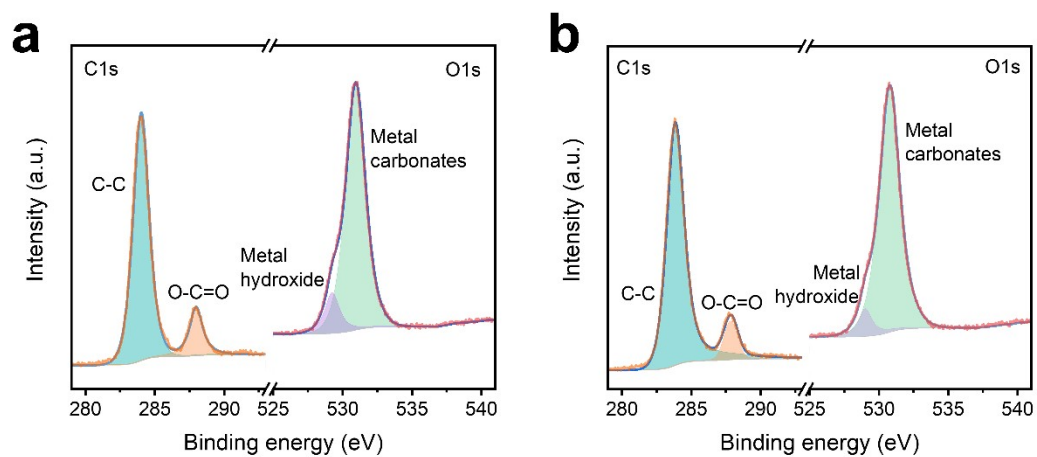 a
C1s
O1s
Metal
carbonates
C-C
Metal
hydroxide
O-C=O
Intensity (a.u.)
280 285 290 525 530 535 540
Binding energy (eV)
b
C1s
O1s
Metal
carbonates
Metal
hydroxide
C-C
O-C=O
Intensity (a.u.)
280 285 290 525 530 535 540
Binding energy (eV)